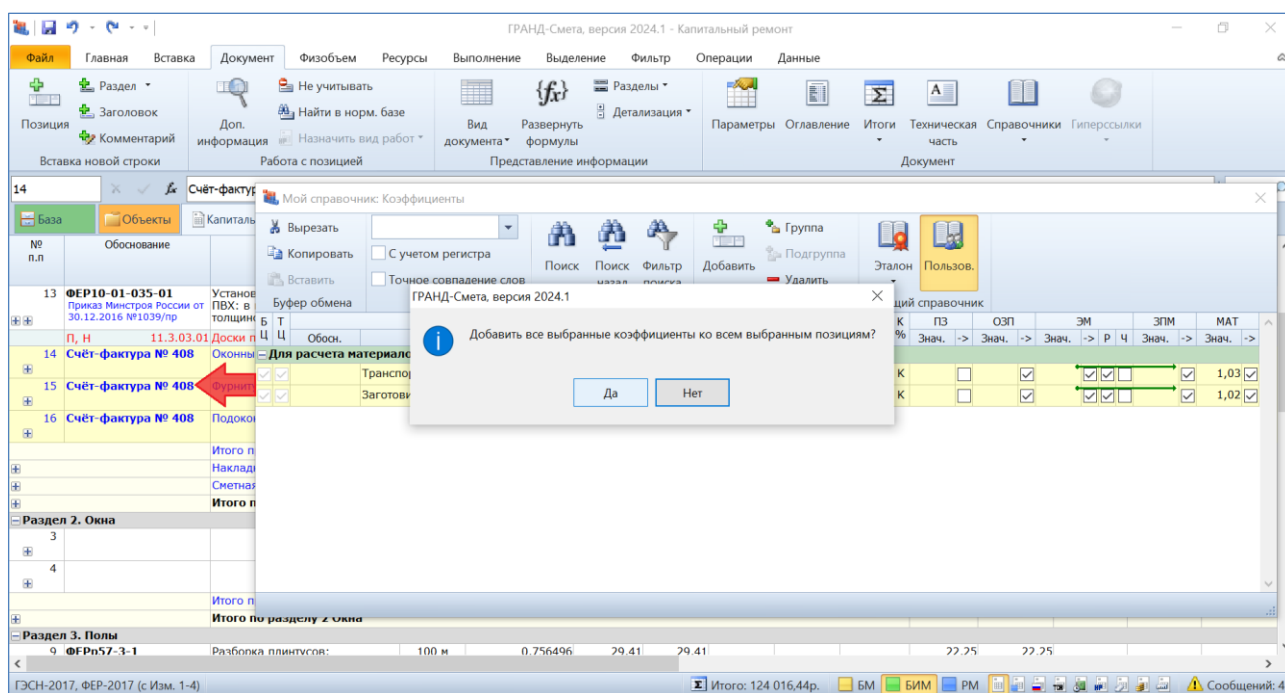 ГРАНД-Смета, версия 2024.1 - Капитальный ремонт
Файл Главная Вставка Документ Физобъем Ресурсы Выполнение Выделение Фильтр Операции Данные
Позиция
Раздел
Заголовок
Комментарий
Вставка новой строки
Доп. информация
Не учитывать
Найти в норм. базе
Назначить вид работ
Работа с позицией
Вид документа
Развернуть формулы
Разделы
Детализация
Представление информации
Параметры Оглавление Итоги Техническая часть Справочники Гиперссылки
Документ
14 fx Счёт-фактур
База Объекты Капиталь
№ п.п Обоснование
13 ФЕР10-01-035-01 Установ
Приказ Минстроя России от ПВХ: в
30.12.2016 №1039/пр толщин
П, Н 11.3.03.01 Доски п
14 Счёт-фактура № 408 Оконны
15 Счёт-фактура № 408 Фурниту
16 Счёт-фактура № 408 Подоко
Итого п
Наклад
Сметная
Итого п
Раздел 2. Окна
3
4
Итого п
Итого по разделу 2 Окна
Раздел 3. Полы
9 ФЕРр57-3-1 Разборка плинтусов: 100 м 0.756496 29.41 29.41 22.25 22.25
Мой справочник: Коэффициенты
Вырезать
Копировать
Вставить
Буфер обмена
С учетом регистра
Точное совпадение слов
Поиск
Поиск назад
Фильтр поиска
Добавить
Группа
Подгруппа
Удалить
Эталон Пользов.
щий справочник
Б Ц Т Ц Обосн. К % ПЗ ОЗП ЭМ ЗПМ МАТ
Знач. -> Знач. -> Знач. -> Р Ч Знач. -> Знач. ->
Для расчета материало
Транспо К 1,03
Заготови К 1,02
ГРАНД-Смета, версия 2024.1
Добавить все выбранные коэффициенты ко всем выбранным позициям?
Да Нет
ГЭСН-2017, ФЕР-2017 (с Изм. 1-4) Итого: 124 016,44р. БМ БИМ РМ Сообщений: 4